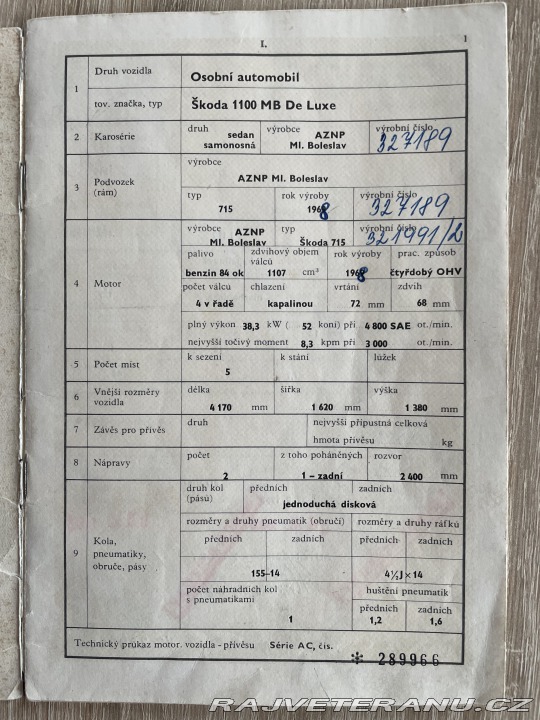 I. 1
1 Druh vozidla Osobní automobil
tov. značka, typ Škoda 1100 MB De Luxe
2 Karosérie druh sedan samonosná výrobce AZNP Ml. Boleslav výrobní číslo 327189
3 Podvozek (rám) výrobce AZNP Ml. Boleslav
typ 715 rok výroby 1968 výrobní číslo 327189
4 Motor výrobce AZNP Ml. Boleslav typ Škoda 715 výrobní číslo 321991/2
palivo benzin 84 ok zdvihový objem válců 1107 cm³ rok výroby 1968 prac. způsob čtyřdobý OHV
počet válců 4 v řadě chlazení kapalinou vrtání 72 mm zdvih 68 mm
plný výkon 38,3 kW ( 52 koní) při 4 800 SAE ot./min.
nejvyšší točivý moment 8,3 kpm při 3 000 ot./min.
5 Počet míst k sezení 5 k stání lůžek
6 Vnější rozměry vozidla délka 4 170 mm šířka 1 620 mm výška 1 380 mm
7 Závěs pro přívěs druh nejvyšší přípustná celková hmota přívěsu kg
8 Nápravy počet 2 z toho poháněných 1 – zadní rozvor 2 400 mm
9 Kola, pneumatiky, obruče, pásy druh kol (pásů) předních zadních
jednoduchá disková
rozměry a druhy pneumatik (obručí) rozměry a druhy ráfků
předních zadních předních zadních
155–14 4½J × 14
počet náhradních kol s pneumatikami 1 huštění pneumatik
předních 1,2 zadních 1,6
Technický průkaz motor. vozidla - přívěsu Série AC, čís. ✻ 289966
RAJVETERANU.CZ